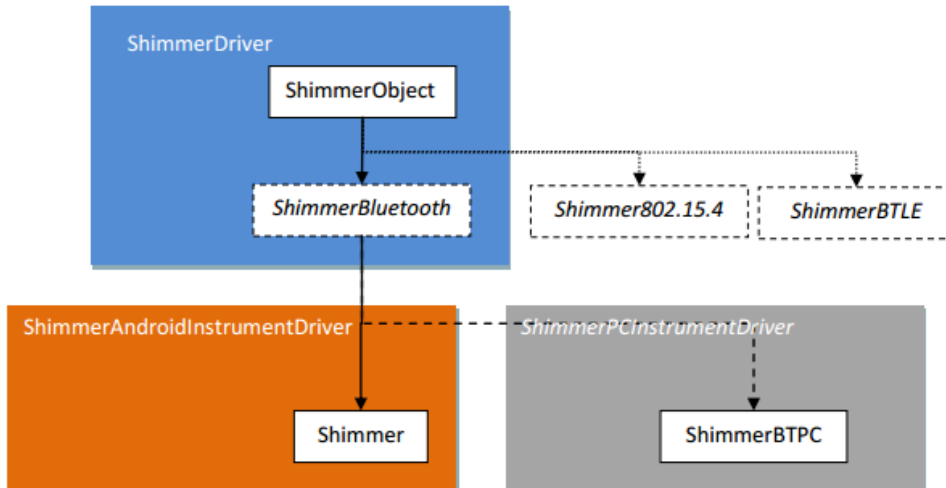 ShimmerDriver
ShimmerObject
ShimmerBluetooth
Shimmer802.15.4
ShimmerBTLE
ShimmerAndroidInstrumentDriver
ShimmerPCInstrumentDriver
Shimmer
ShimmerBTPC